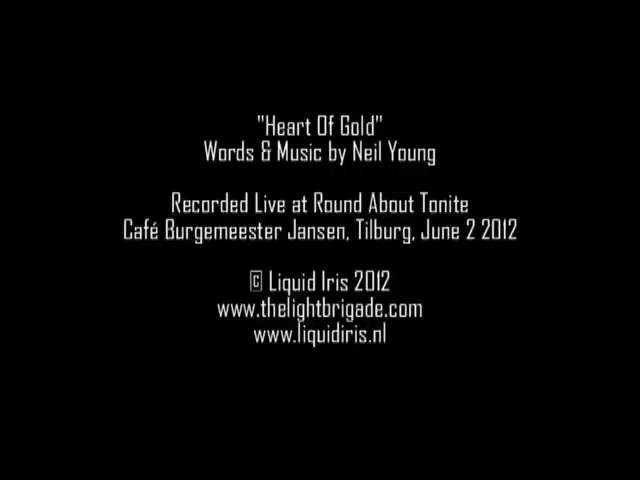 "Heart Of Gold"
Words & Music by Neil Young
Recorded Live at Round About Tonite
Café Burgemeester Jansen, Tilburg, June 2 2012
© Liquid Iris 2012
www.thelightbrigade.com
www.liquidiris.nl